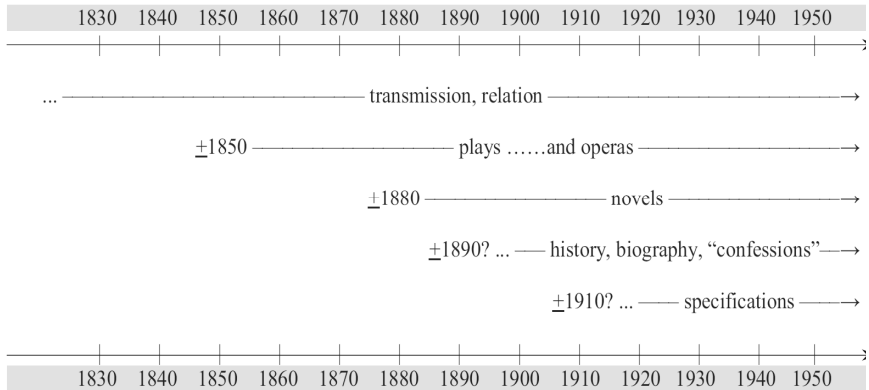 1830 1840 1850 1860 1870 1880 1890 1900 1910 1920 1930 1940 1950
... transmission, relation
±1850 plays ……and operas
±1880 novels
±1890? ... history, biography, “confessions”
±1910? ... specifications
1830 1840 1850 1860 1870 1880 1890 1900 1910 1920 1930 1940 1950